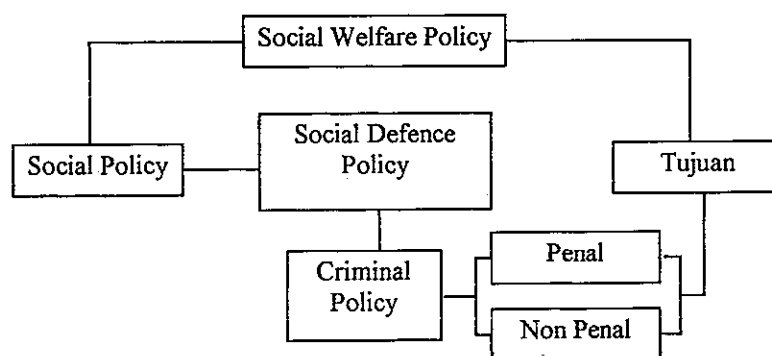 Social Welfare Policy
Social Defence
Policy
Social Policy
Tujuan
Criminal
Policy
Penal
Non Penal